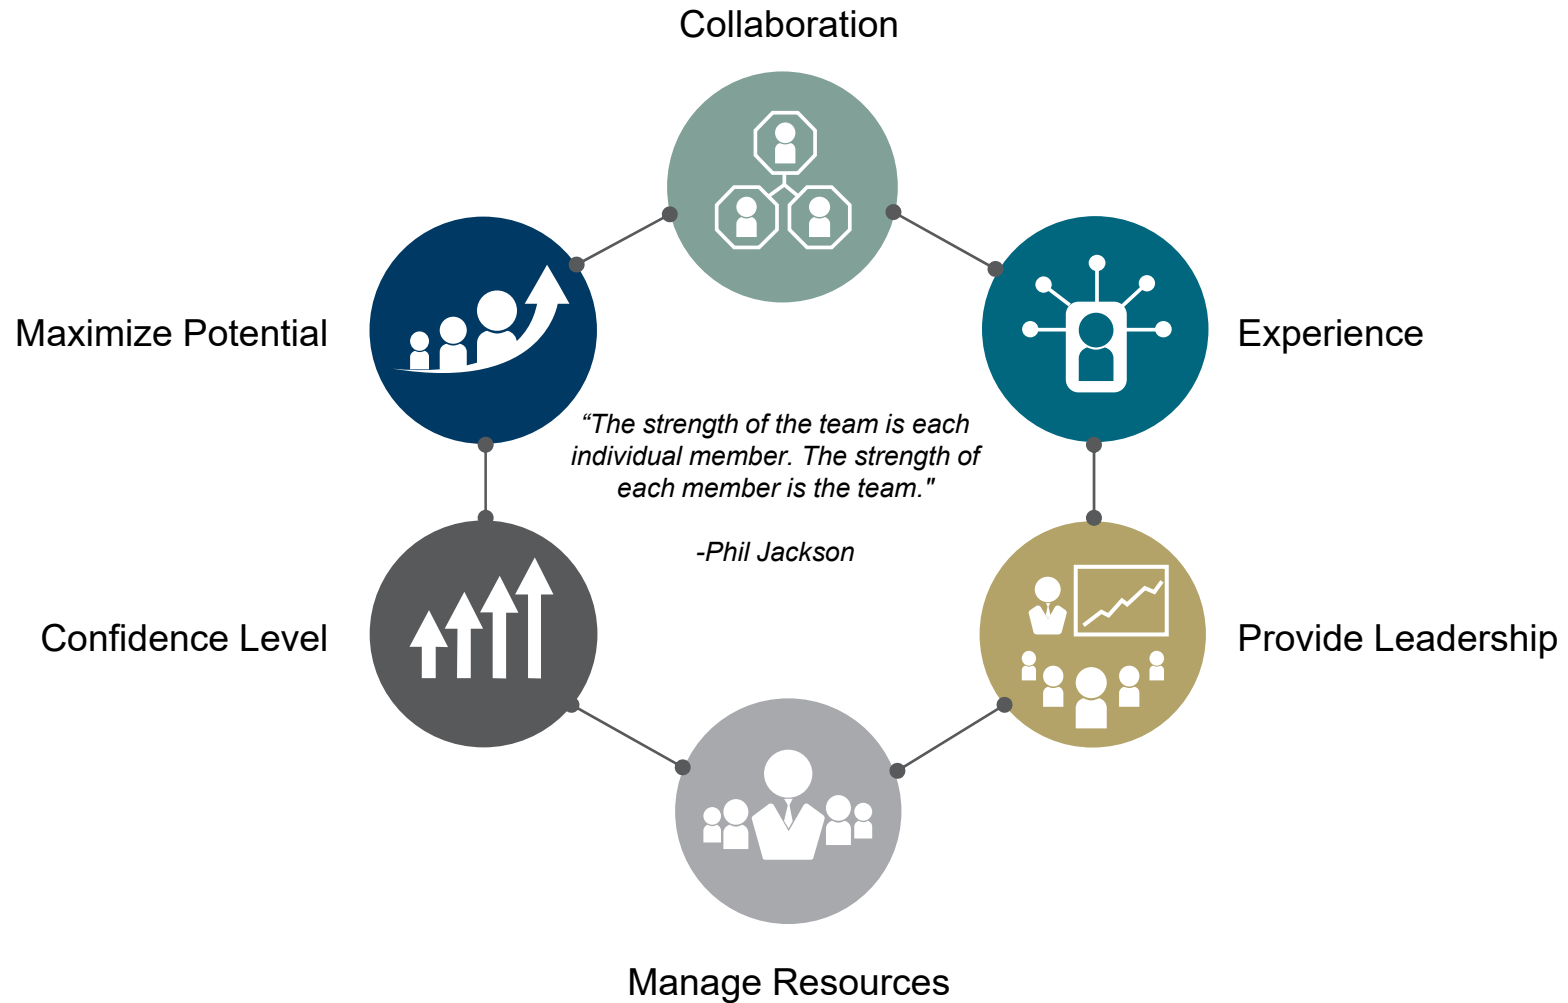 Collaboration
Maximize Potential
Experience
“The strength of the team is each
individual member. The strength of
each member is the team."
-Phil Jackson
Confidence Level
Provide Leadership
Manage Resources